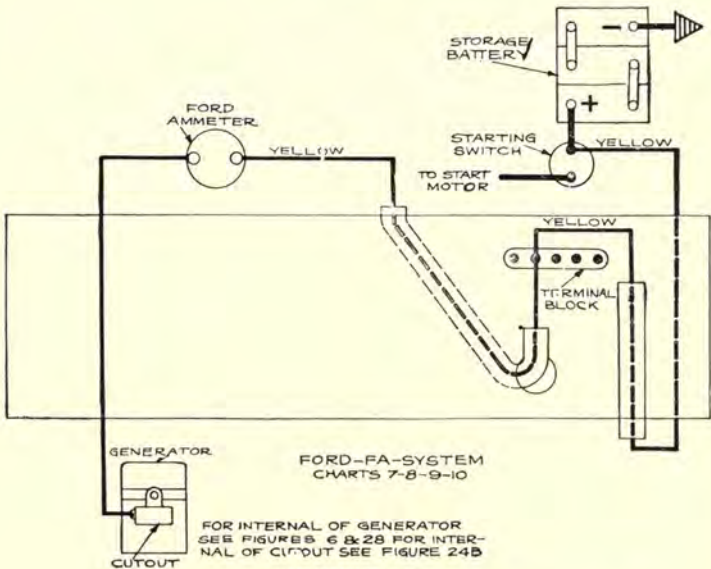 STORAGE
BATTERY
-
+
FORD
AMMETER
YELLOW
STARTING
SWITCH
YELLOW
TO START
MOTOR
YELLOW
TERMINAL
BLOCK
GENERATOR
FORD-FA-SYSTEM
CHARTS 7-8-9-10
FOR INTERNAL OF GENERATOR
SEE FIGURES 6 & 28 FOR INTER-
NAL OF CUTOUT SEE FIGURE 24B
CUTOUT